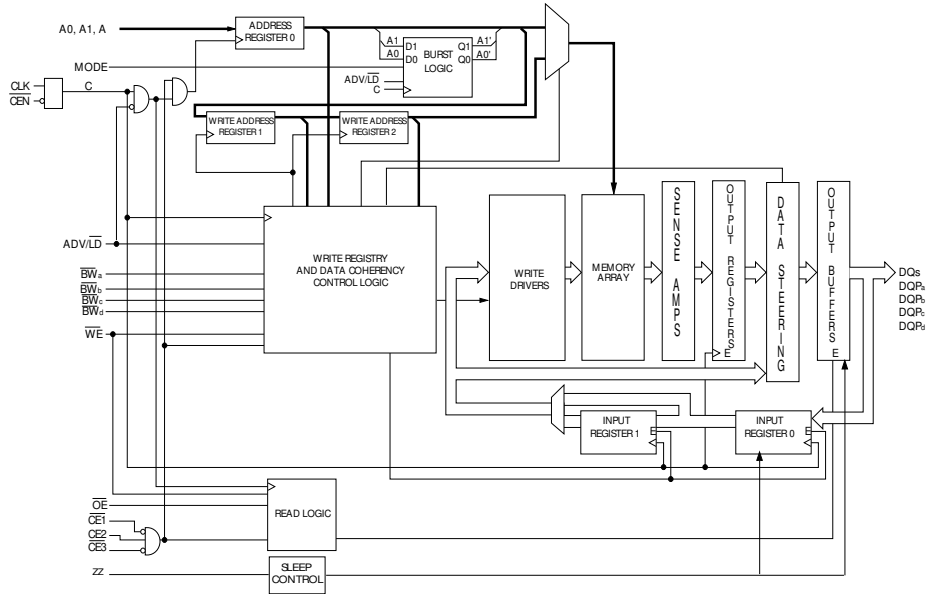 A0, A1, A
ADDRESS
REGISTER 0
MODE
A1
A0
D1
D0
BURST
LOGIC
Q1
Q0
A1'
A0'
ADV/LD
C
CLK
CEN
C
WRITE ADDRESS
REGISTER 1
WRITE ADDRESS
REGISTER 2
ADV/LD
BWa
BWb
BWc
BWd
WE
WRITE REGISTRY
AND DATA COHERENCY
CONTROL LOGIC
WRITE
DRIVERS
MEMORY
ARRAY
SENSE AMPS
OUTPUT REGISTERS
E
DATA STEERING
OUTPUT BUFFERS
E
DQs
DQPa
DQPb
DQPc
DQPd
INPUT
REGISTER 1
E
INPUT
REGISTER 0
E
OE
CE1
CE2
CE3
READ LOGIC
ZZ
SLEEP
CONTROL